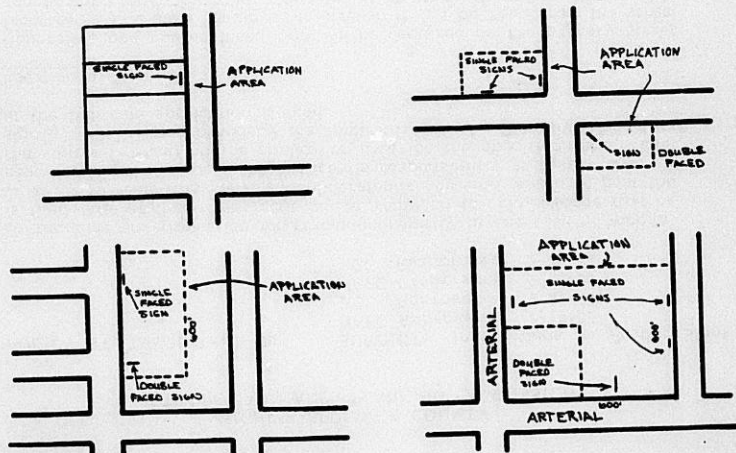 SINGLE FACED
SIGN
APPLICATION
AREA
SINGLE FACED
SIGNS
APPLICATION
AREA
SIGN
DOUBLE
FACED
SINGLE
FACED
SIGN
APPLICATION
AREA
600'
DOUBLE
FACED SIGN
APPLICATION
AREA
SINGLE FACED
SIGNS
600'
ARTERIAL
DOUBLE
FACED
SIGN
600'
ARTERIAL